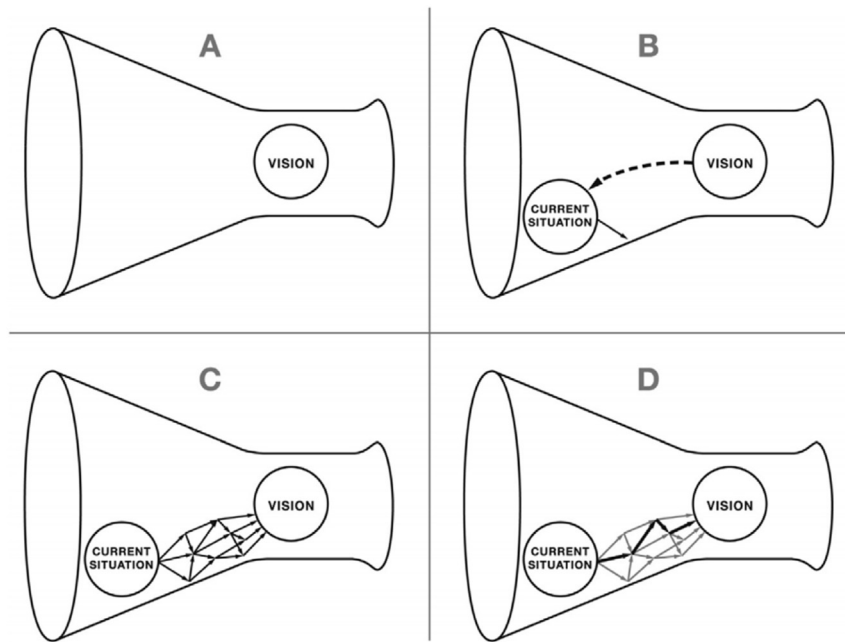 A
VISION
B
VISION
CURRENT
SITUATION
C
VISION
CURRENT
SITUATION
D
VISION
CURRENT
SITUATION